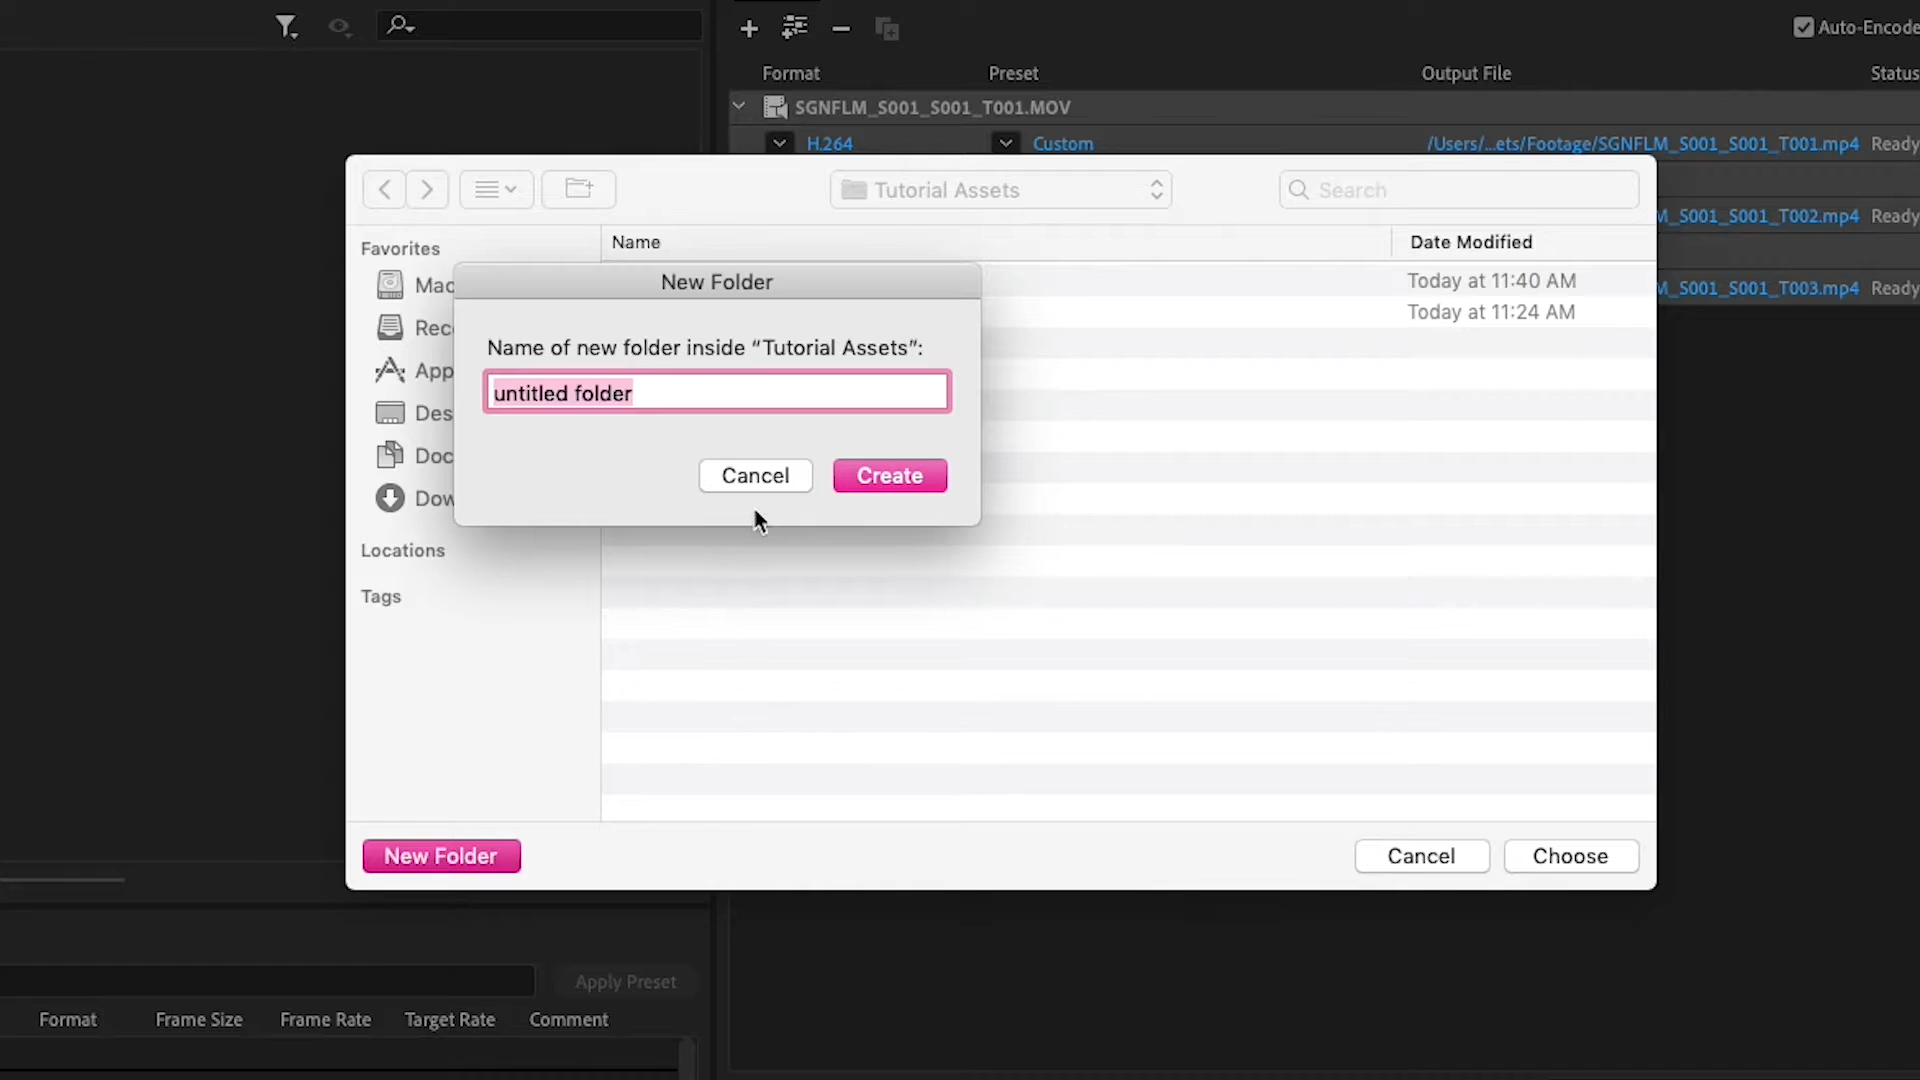 Auto-Encode
Format Preset Output File Status
SGNFLM_S001_S001_T001.MOV
H.264 Custom /Users/...ets/Footage/SGNFLM_S001_S001_T001.mp4 Ready
Tutorial Assets
Search
M_S001_S001_T002.mp4 Ready
Favorites
Name Date Modified
Mac
Today at 11:40 AM
M_S001_S001_T003.mp4 Ready
New Folder
Today at 11:24 AM
Rec
Name of new folder inside “Tutorial Assets”:
App
untitled folder
Des
Doc
Cancel Create
Dow
Locations
Tags
New Folder Cancel Choose
Apply Preset
Format Frame Size Frame Rate Target Rate Comment